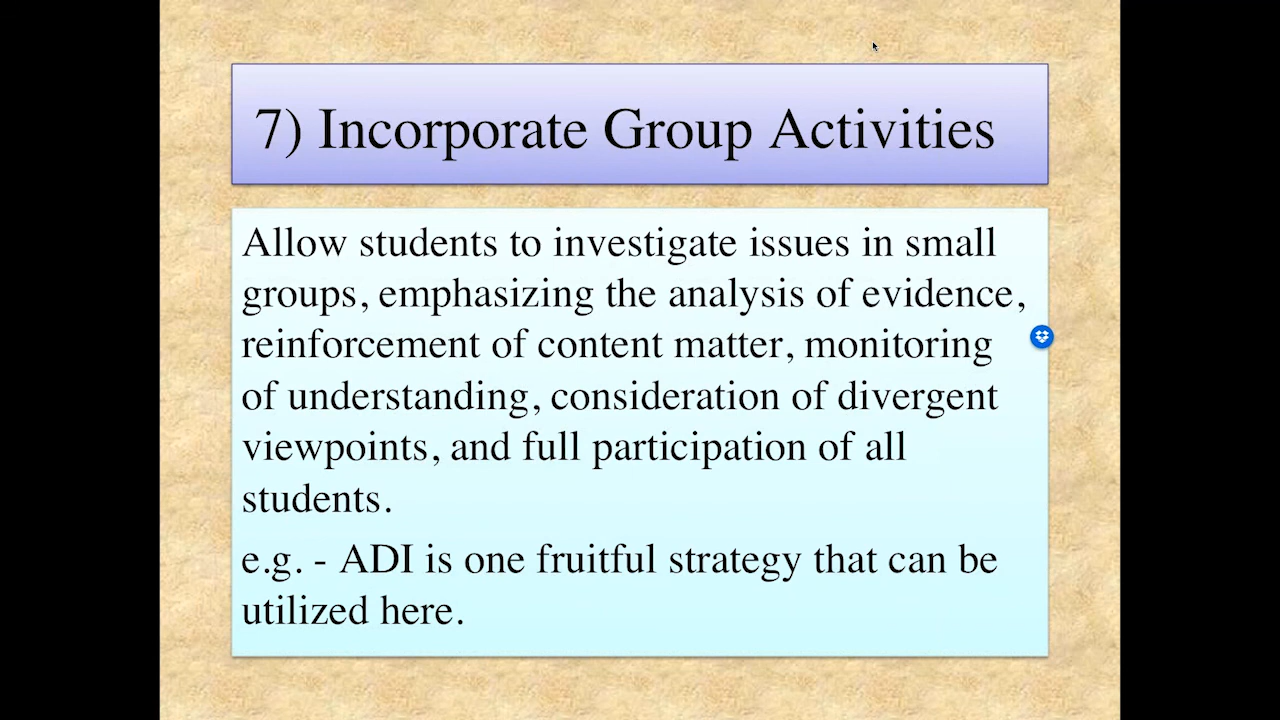 7) Incorporate Group Activities
Allow students to investigate issues in small
groups, emphasizing the analysis of evidence,
reinforcement of content matter, monitoring
of understanding, consideration of divergent
viewpoints, and full participation of all
students.
e.g. - ADI is one fruitful strategy that can be
utilized here.